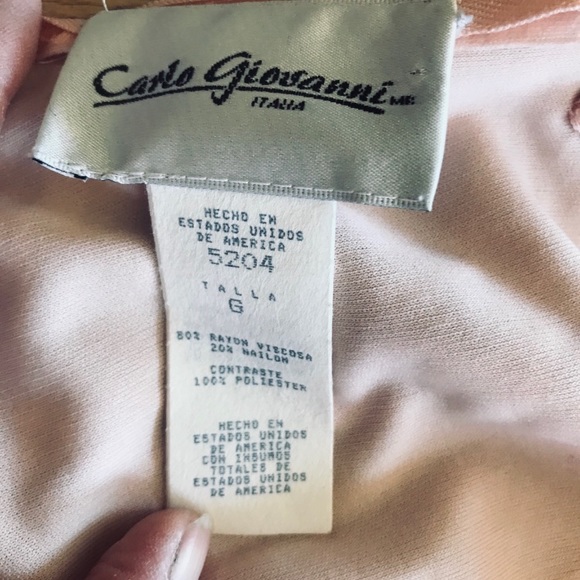 Carlo Giovanni MR.
ITALIA
HECHO EN
ESTADOS UNIDOS
DE AMERICA
5204
TALLA
G
80% RAYON VISCOSA
20% NAILON
CONTRASTE
100% POLIESTER
HECHO EN
ESTADOS UNIDOS
DE AMERICA
CON INSUMOS
TOTALES DE
ESTADOS UNIDOS
DE AMERICA